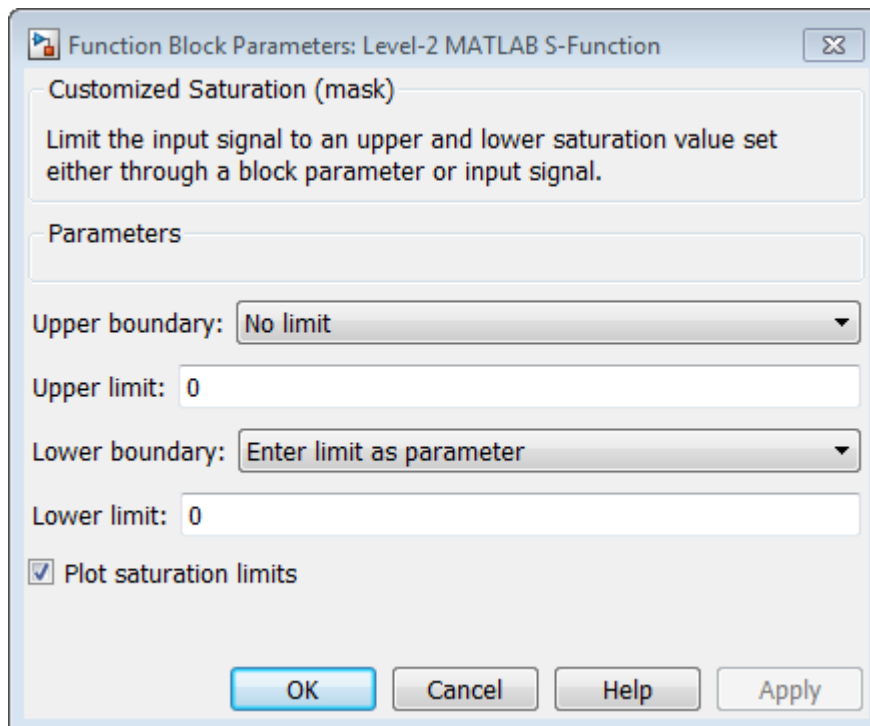 Function Block Parameters: Level-2 MATLAB S-Function
Customized Saturation (mask)
Limit the input signal to an upper and lower saturation value set
either through a block parameter or input signal.
Parameters
Upper boundary: No limit
Upper limit: 0
Lower boundary: Enter limit as parameter
Lower limit: 0
Plot saturation limits
OK Cancel Help Apply